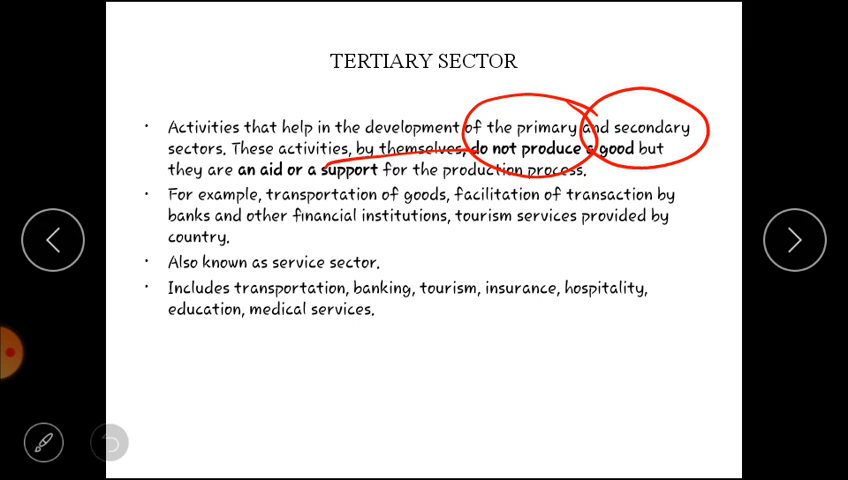 TERTIARY SECTOR
• Activities that help in the development of the primary and secondary
sectors. These activities, by themselves, do not produce a good but
they are an aid or a support for the production process.
• For example, transportation of goods, facilitation of transaction by
banks and other financial institutions, tourism services provided by
country.
• Also known as service sector.
• Includes transportation, banking, tourism, insurance, hospitality,
education, medical services.